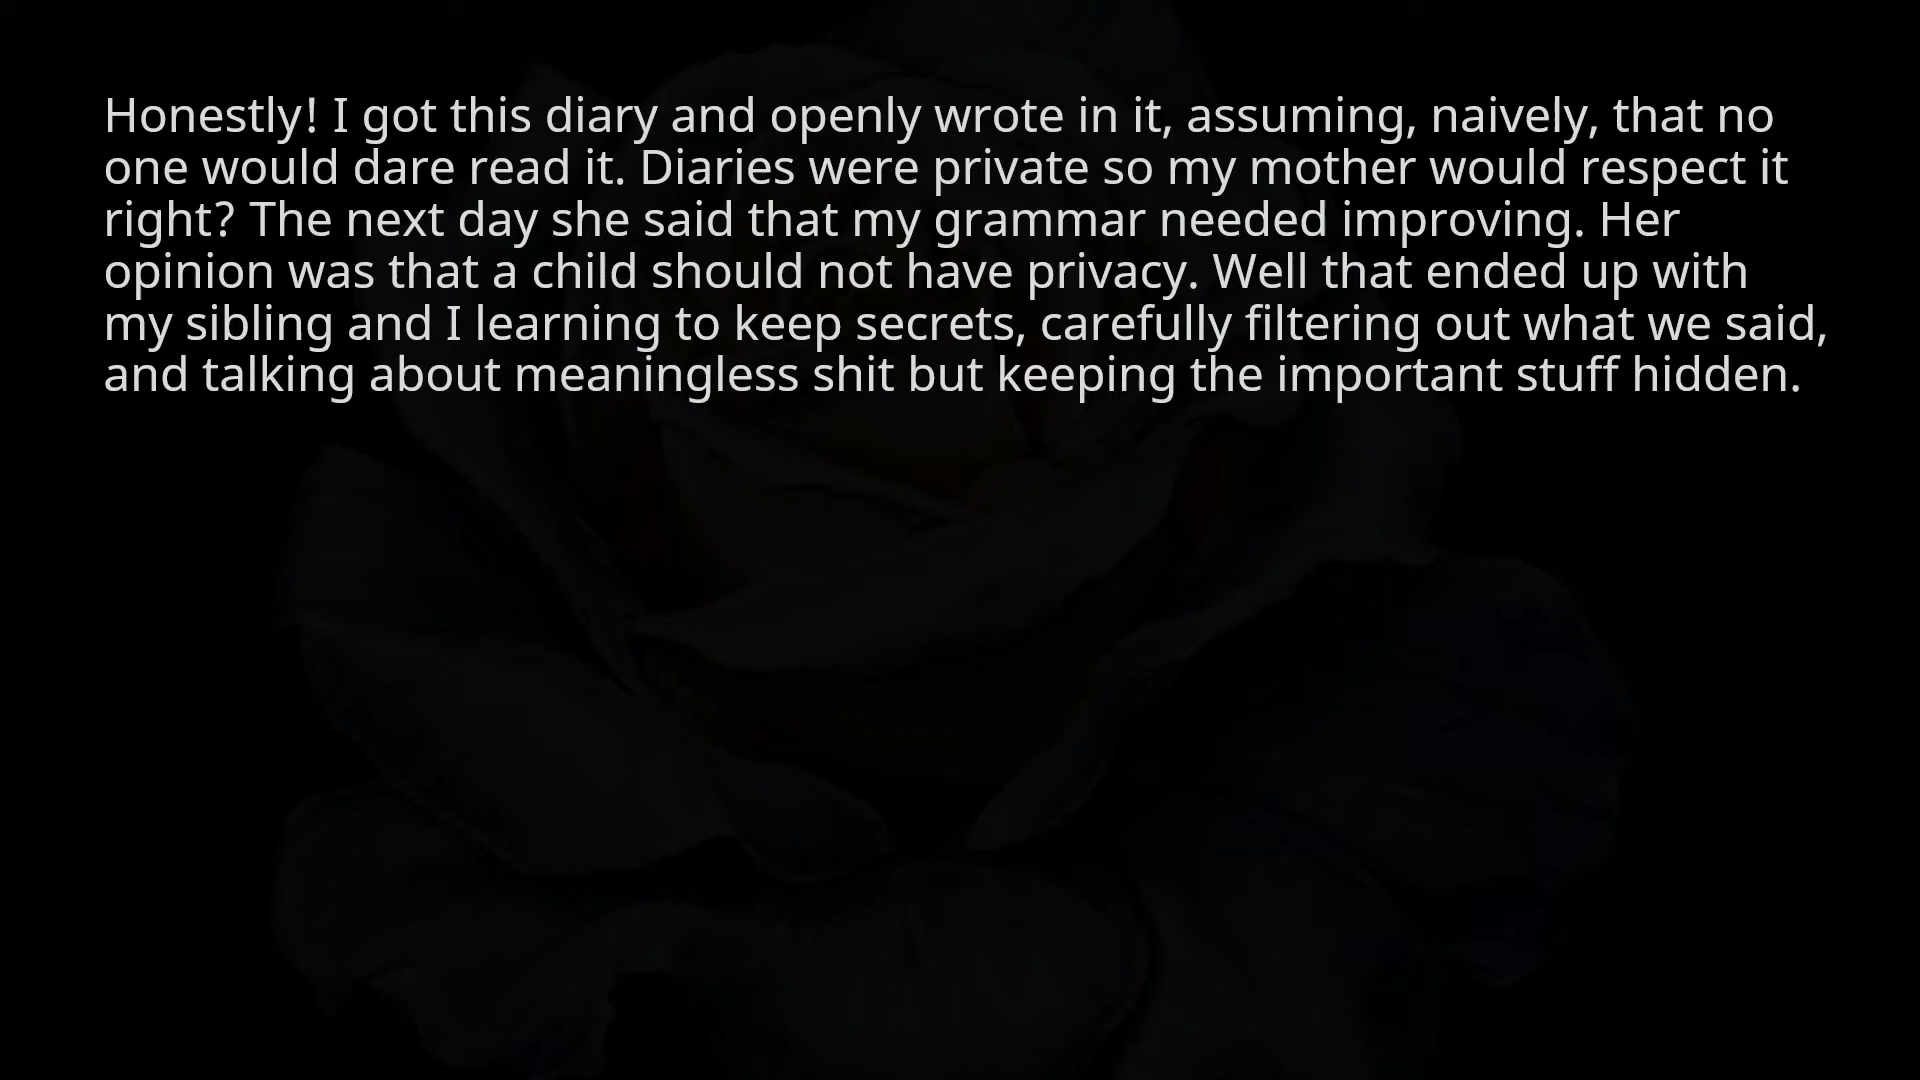 Honestly! I got this diary and openly wrote in it, assuming, naively, that no
one would dare read it. Diaries were private so my mother would respect it
right? The next day she said that my grammar needed improving. Her
opinion was that a child should not have privacy. Well that ended up with
my sibling and I learning to keep secrets, carefully filtering out what we said,
and talking about meaningless shit but keeping the important stuff hidden.